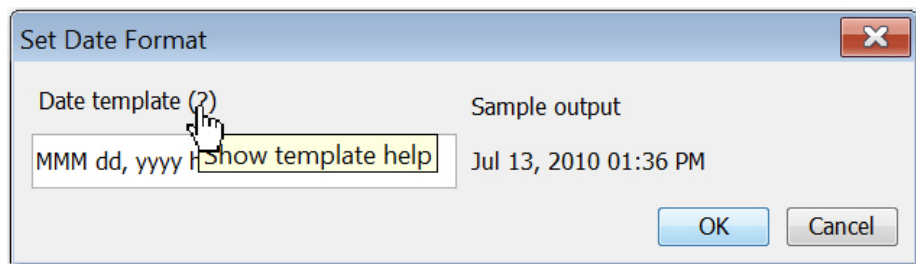 Set Date Format
Date template (?)
Sample output
MMM dd, yyyy
Show template help
Jul 13, 2010 01:36 PM
OK
Cancel